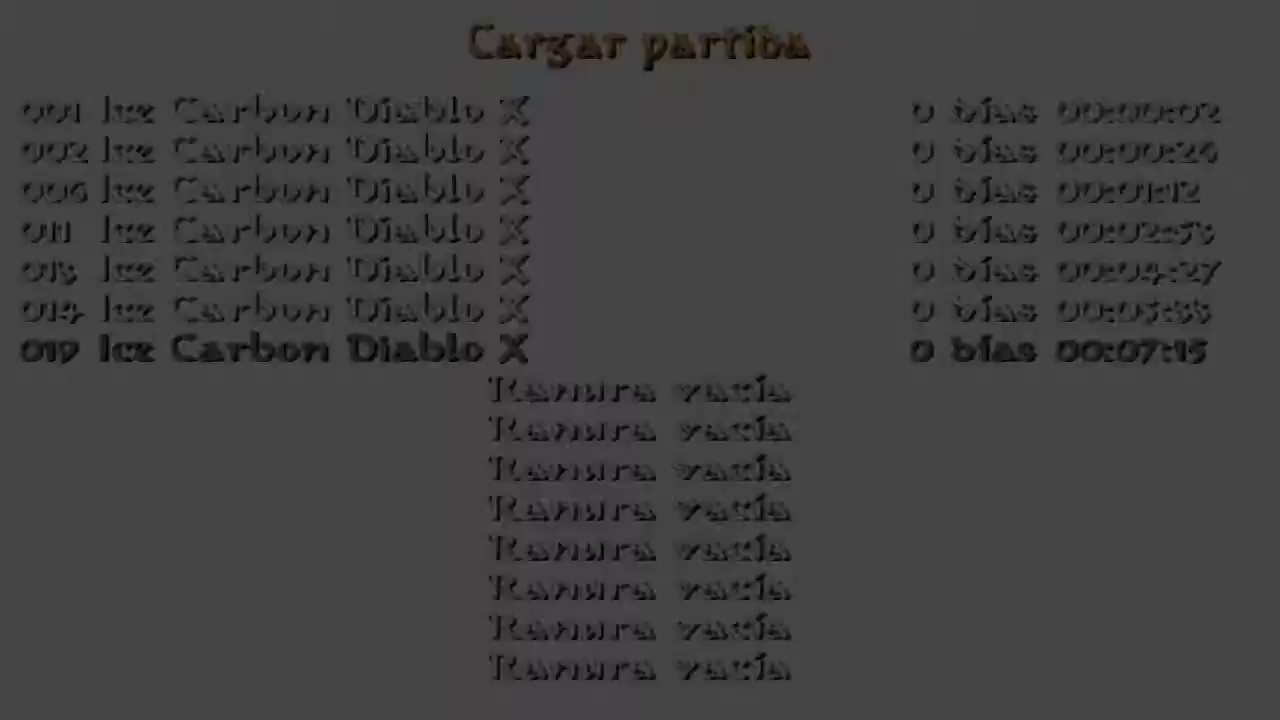 Cargar partida
001 Ice Carbon Diablo X 0 días 00:00:02
002 Ice Carbon Diablo X 0 días 00:00:26
006 Ice Carbon Diablo X 0 días 00:01:12
011 Ice Carbon Diablo X 0 días 00:02:53
013 Ice Carbon Diablo X 0 días 00:04:27
014 Ice Carbon Diablo X 0 días 00:05:38
019 Ice Carbon Diablo X 0 días 00:07:15
Ranura vacía
Ranura vacía
Ranura vacía
Ranura vacía
Ranura vacía
Ranura vacía
Ranura vacía
Ranura vacía